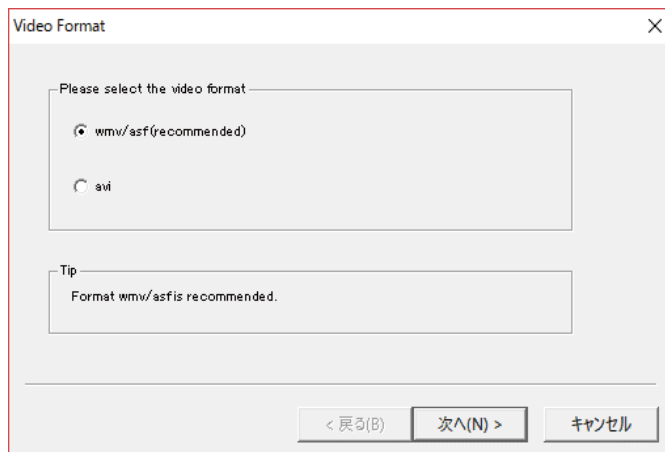 Video Format
Please select the video format
wmv/asf(recommended)
avi
Tip
Format wmv/asfis recommended.
< 戻る(B)
次へ(N) >
キャンセル